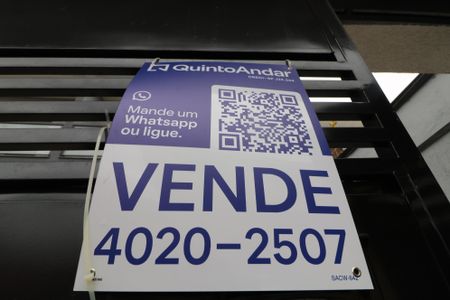 QuintoAndar
Mande um
Whatsapp
ou ligue.
VENDE
4020-2507